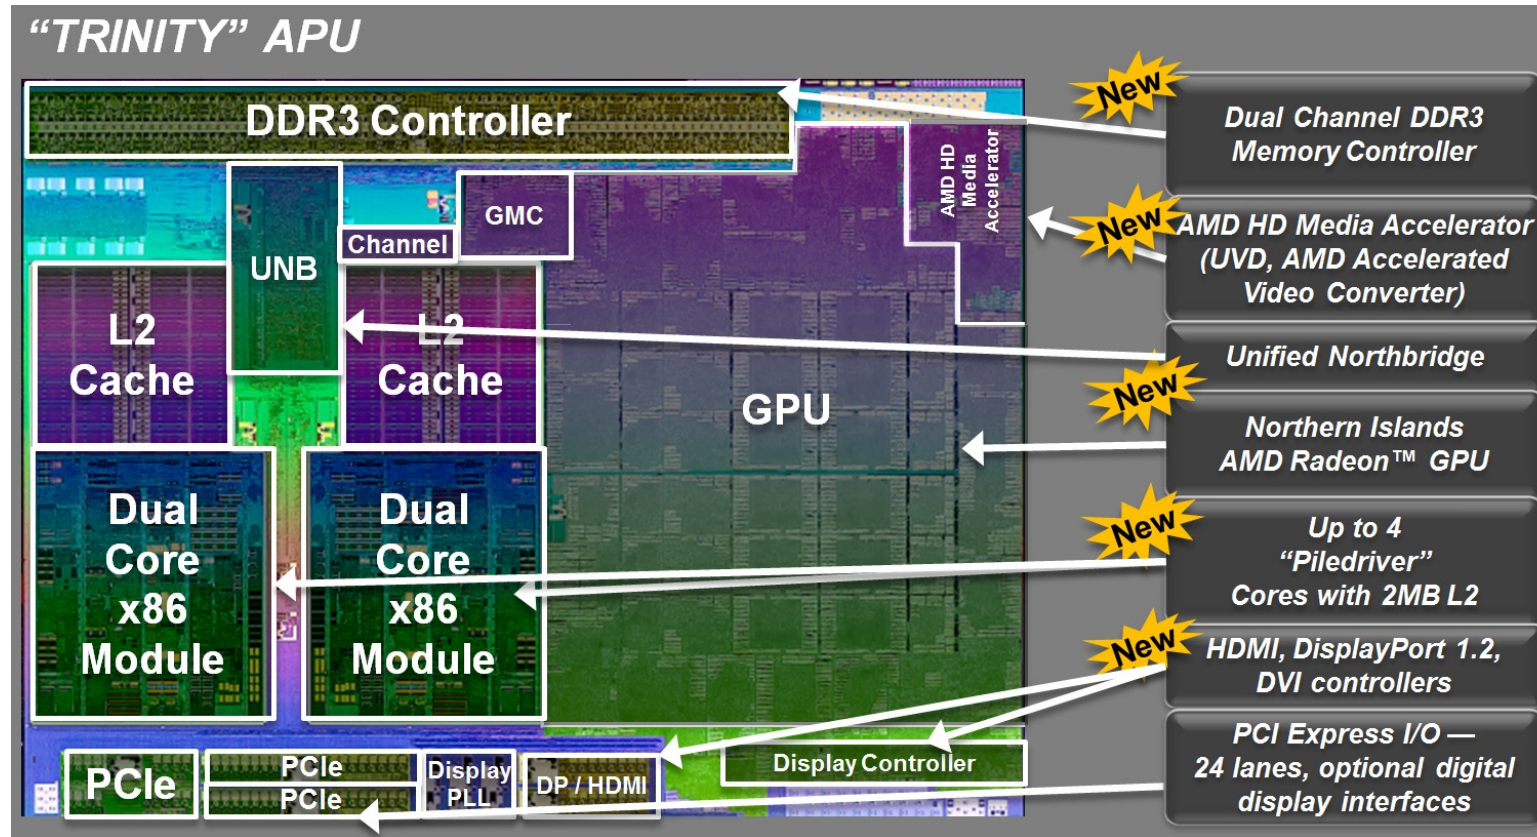 “TRINITY” APU
DDR3 Controller
AMD HD
Media
Accelerator
GMC
Channel
UNB
L2
Cache
L2
Cache
GPU
Dual
Core
x86
Module
Dual
Core
x86
Module
PCIe
PCIe
PCIe
Display
PLL
DP / HDMI
Display Controller
New
Dual Channel DDR3
Memory Controller
New
AMD HD Media Accelerator
(UVD, AMD Accelerated
Video Converter)
Unified Northbridge
New
Northern Islands
AMD Radeon™ GPU
New
Up to 4
“Piledriver”
Cores with 2MB L2
New
HDMI, DisplayPort 1.2,
DVI controllers
PCI Express I/O —
24 lanes, optional digital
display interfaces